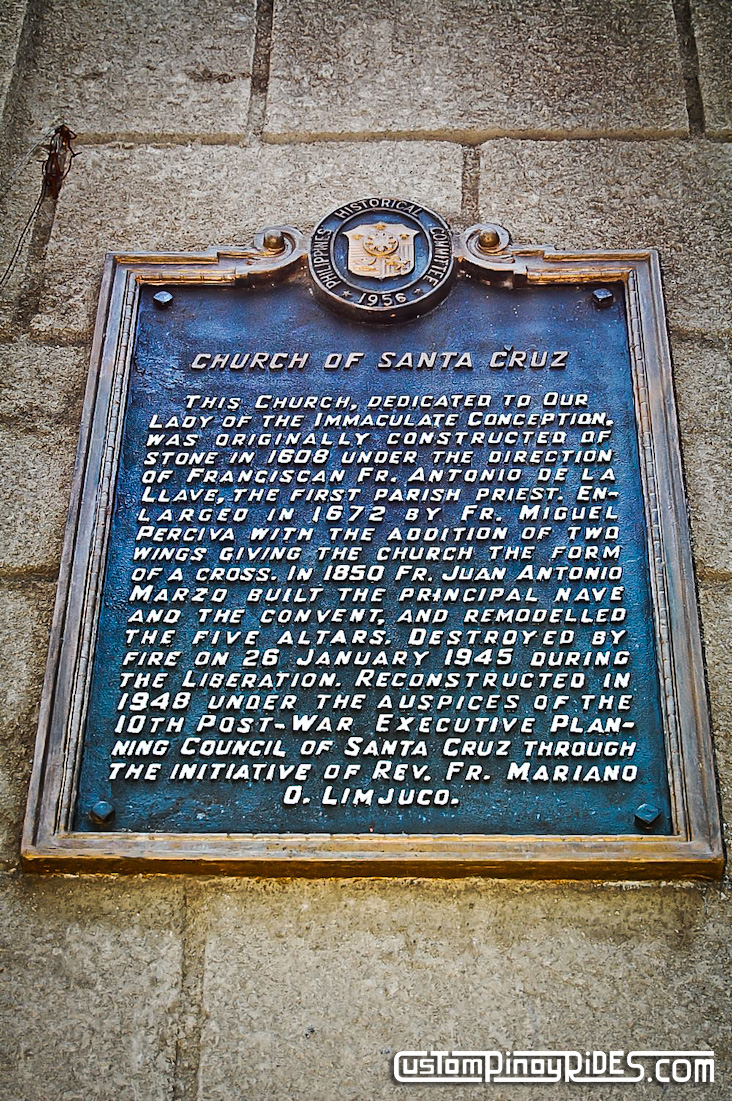 PHILIPPINES HISTORICAL COMMITTEE
★ 1956 ★
CHURCH OF SANTA CRUZ
THIS CHURCH, DEDICATED TO OUR
LADY OF THE IMMACULATE CONCEPTION,
WAS ORIGINALLY CONSTRUCTED OF
STONE IN 1608 UNDER THE DIRECTION
OF FRANCISCAN FR. ANTONIO DE LA
LLAVE, THE FIRST PARISH PRIEST. EN-
LARGED IN 1672 BY FR. MIGUEL
PERCIVA WITH THE ADDITION OF TWO
WINGS GIVING THE CHURCH THE FORM
OF A CROSS. IN 1850 FR. JUAN ANTONIO
MARZO BUILT THE PRINCIPAL NAVE
AND THE CONVENT, AND REMODELLED
THE FIVE ALTARS. DESTROYED BY
FIRE ON 26 JANUARY 1945 DURING
THE LIBERATION. RECONSTRUCTED IN
1948 UNDER THE AUSPICES OF THE
10TH POST-WAR EXECUTIVE PLAN-
NING COUNCIL OF SANTA CRUZ THROUGH
THE INITIATIVE OF REV. FR. MARIANO
O. LIMJUCO.
CUSTOMPINOYRIDES.COM